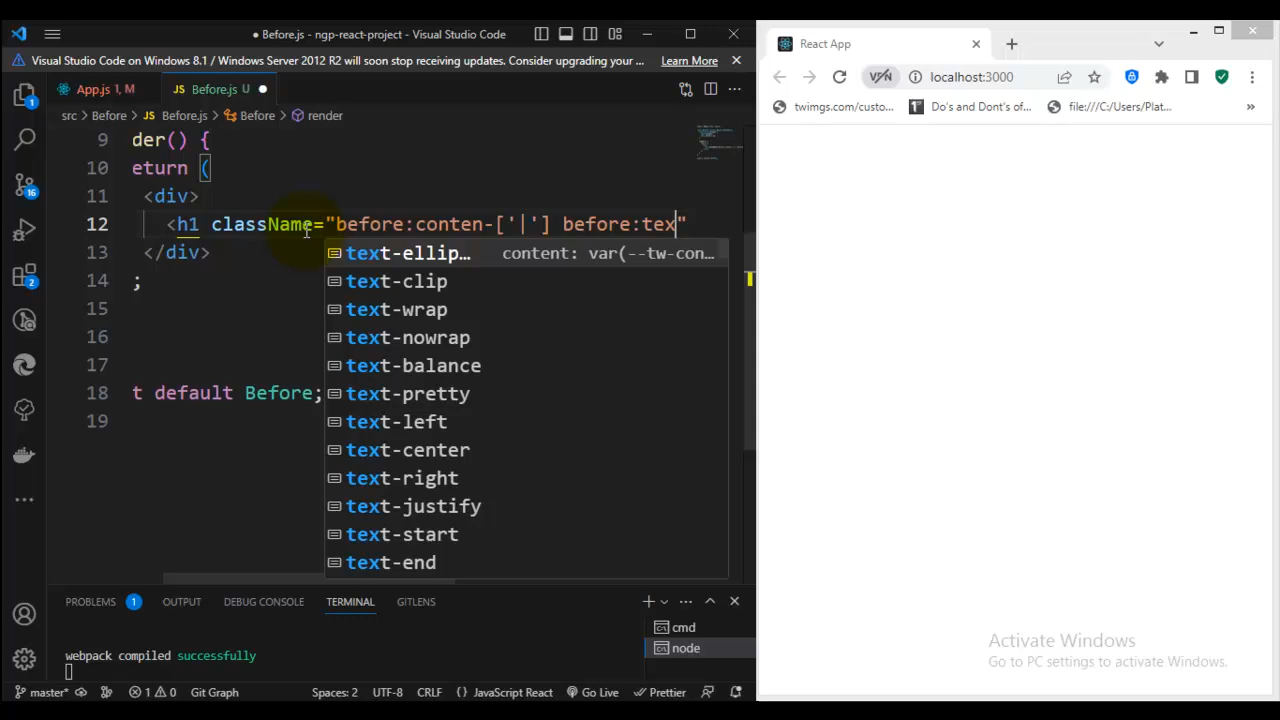 ● Before.js - ngp-react-project - Visual Studio Code
Visual Studio Code on Windows 8.1 / Windows Server 2012 R2 will soon stop receiving updates. Consider upgrading your ... Learn More
App.js 1, M
JS Before.js U ●
src > Before > JS Before.js > Before > render
9 der() {
10 eturn (
11 <div>
12 <h1 className="before:conten-['|'] before:tex"
13 </div>
14 ;
15
16
17
18 t default Before;
19
text-ellip… content: var(--tw-con…
text-clip
text-wrap
text-nowrap
text-balance
text-pretty
text-left
text-center
text-right
text-justify
text-start
text-end
1
16
2
PROBLEMS 1 OUTPUT DEBUG CONSOLE TERMINAL GITLENS
cmd
node
webpack compiled successfully
master* 1 0 Git Graph Spaces: 2 UTF-8 CRLF {} JavaScript React Go Live Prettier
React App
VPN localhost:3000
twimgs.com/custo... Do's and Dont's of... file:///C:/Users/Plat... »
Activate Windows
Go to PC settings to activate Windows.